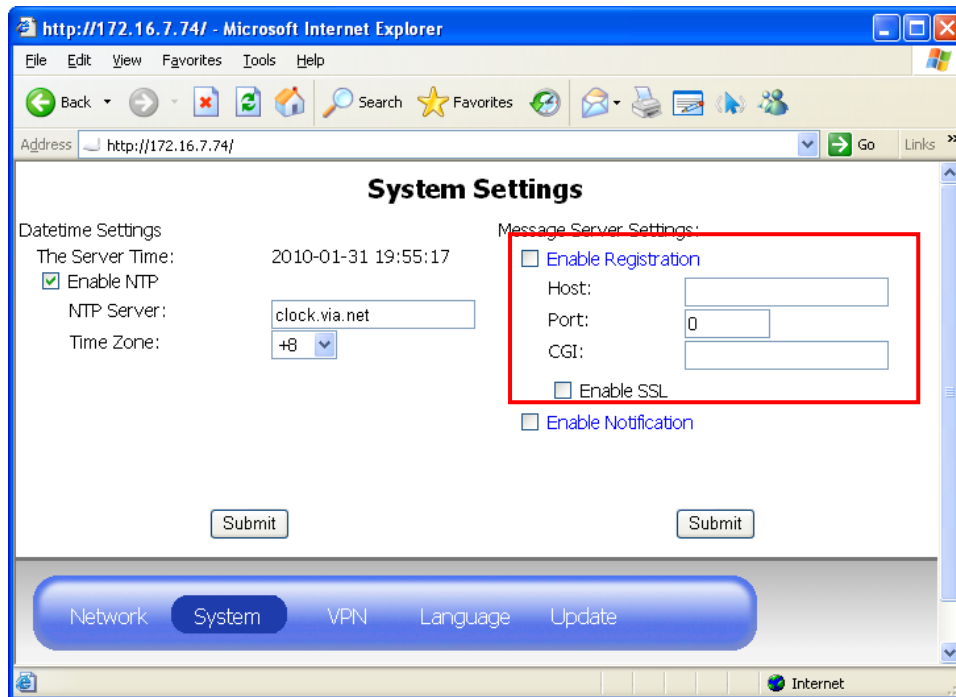 http://172.16.7.74/ - Microsoft Internet Explorer
File Edit View Favorites Tools Help
Back Search Favorites
Address http://172.16.7.74/ Go Links »
System Settings
Datetime Settings
The Server Time: 2010-01-31 19:55:17
Enable NTP
NTP Server: clock.via.net
Time Zone: +8
Message Server Settings:
Enable Registration
Host:
Port: 0
CGI:
Enable SSL
Enable Notification
Submit
Submit
Network System VPN Language Update
Internet